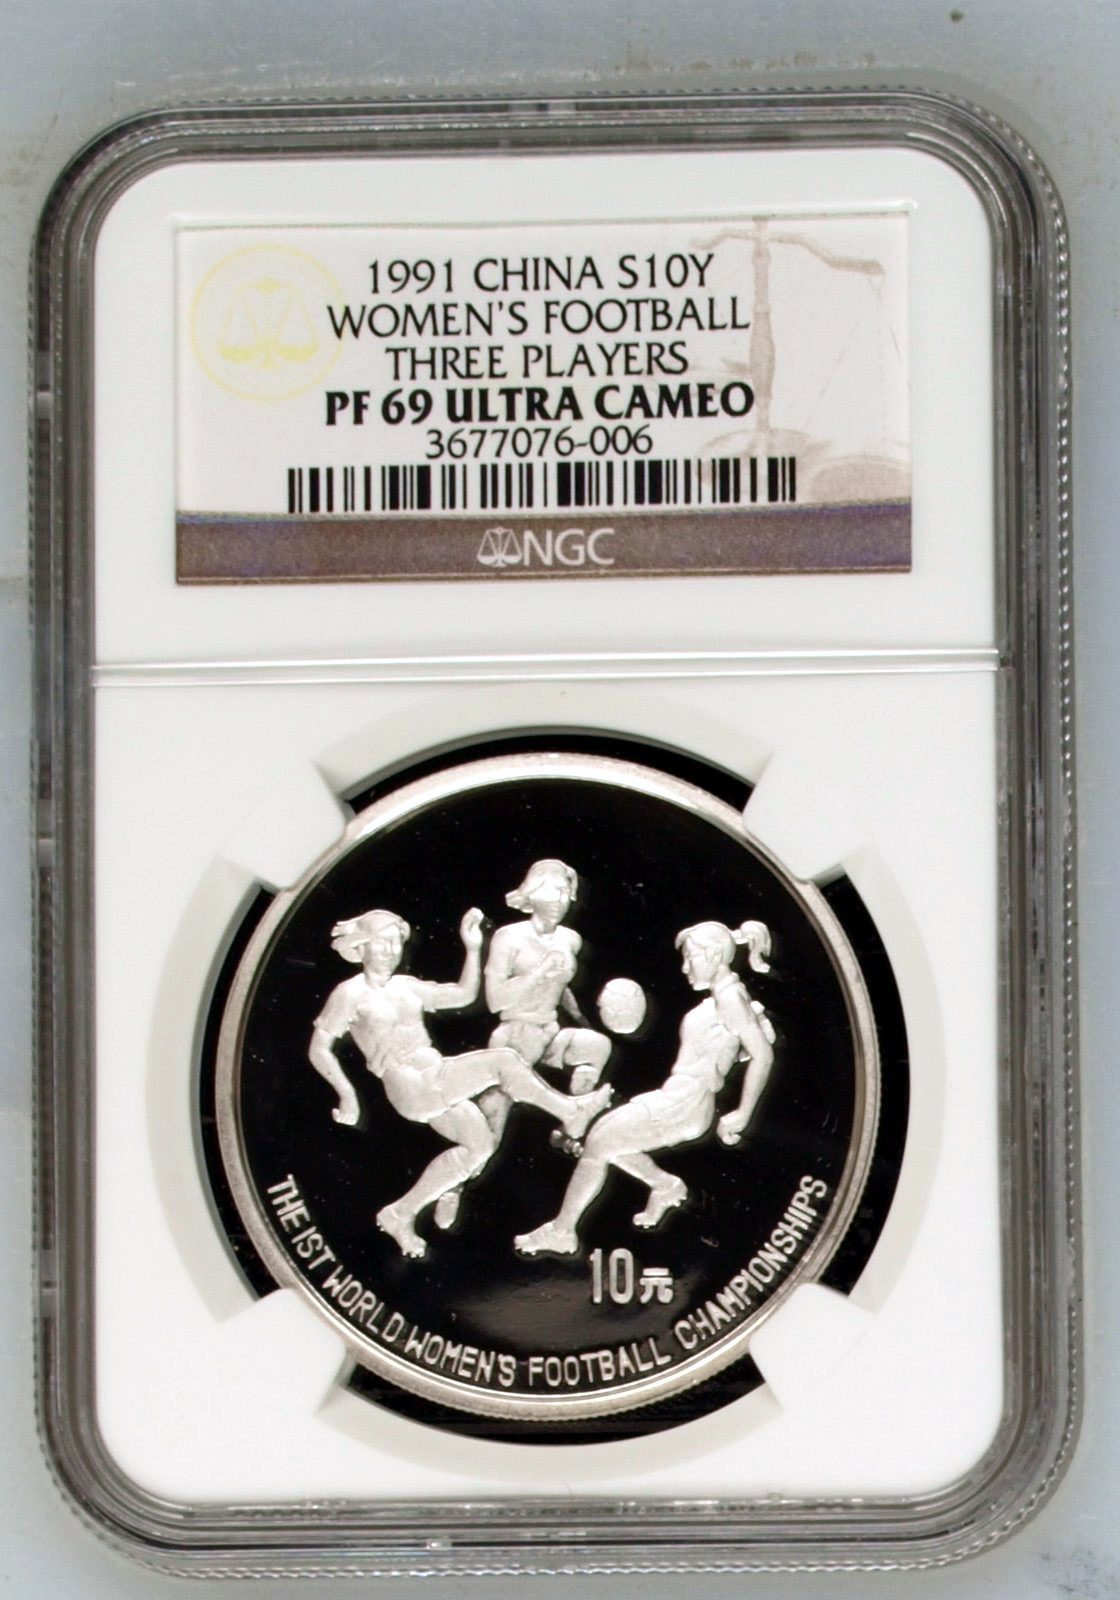 1991 CHINA S10Y
WOMEN'S FOOTBALL
THREE PLAYERS
PF 69 ULTRA CAMEO
3677076-006
NGC
10元
THE 1ST WORLD WOMEN'S FOOTBALL CHAMPIONSHIPS